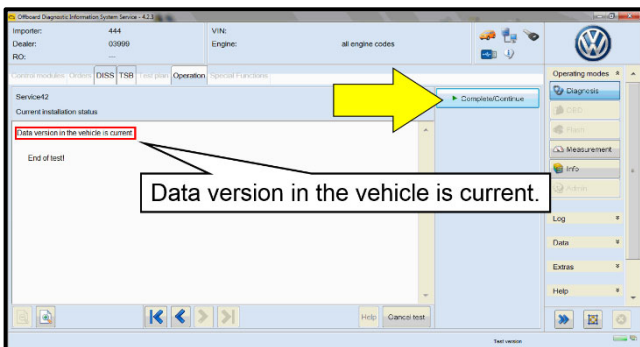 Offboard Diagnostic Information System Service - 4.2.3
Importer: 444 VIN:
Dealer: 03999 Engine: all engine codes
RO: ---
Control modules Orders DISS TSB Test plan Operation Special Functions
Operating modes
Service42
Current installation status
Complete/Continue
Diagnosis
OBD
Flash
Measurement
Info
Admin
Data version in the vehicle is current.
End of test!
Data version in the vehicle is current.
Log
Data
Extras
Help
Help Cancel test
Test version